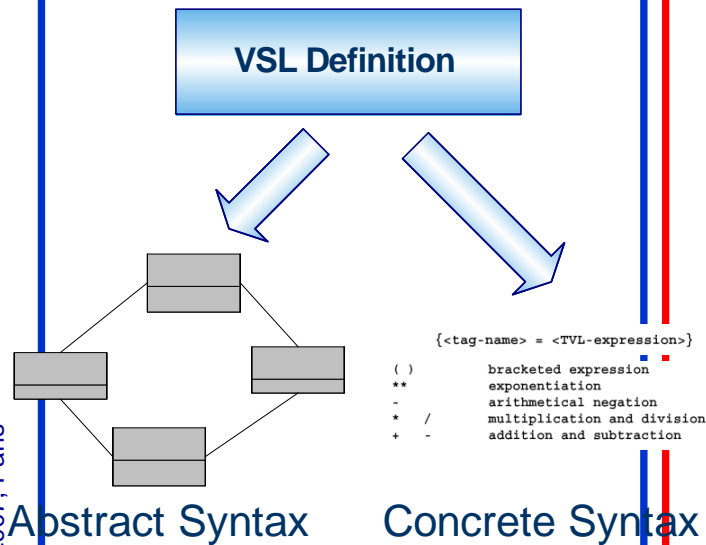 VSL Definition
{<tag-name> = <TVL-expression>}
( ) bracketed expression
** exponentiation
- arithmetical negation
* / multiplication and division
+ - addition and subtraction
Abstract Syntax
Concrete Syntax
Paris